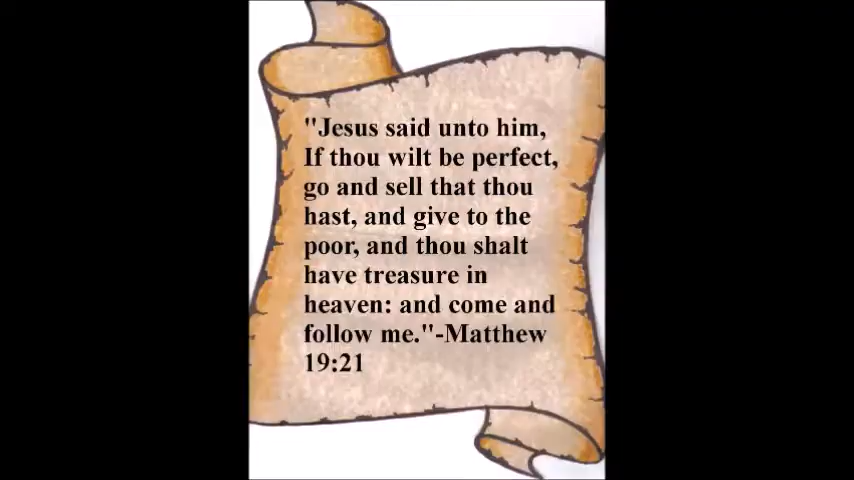 "Jesus said unto him,
If thou wilt be perfect,
go and sell that thou
hast, and give to the
poor, and thou shalt
have treasure in
heaven: and come and
follow me."-Matthew
19:21